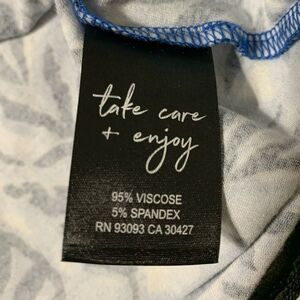 take care
+ enjoy
95% VISCOSE
5% SPANDEX
RN 93093 CA 30427